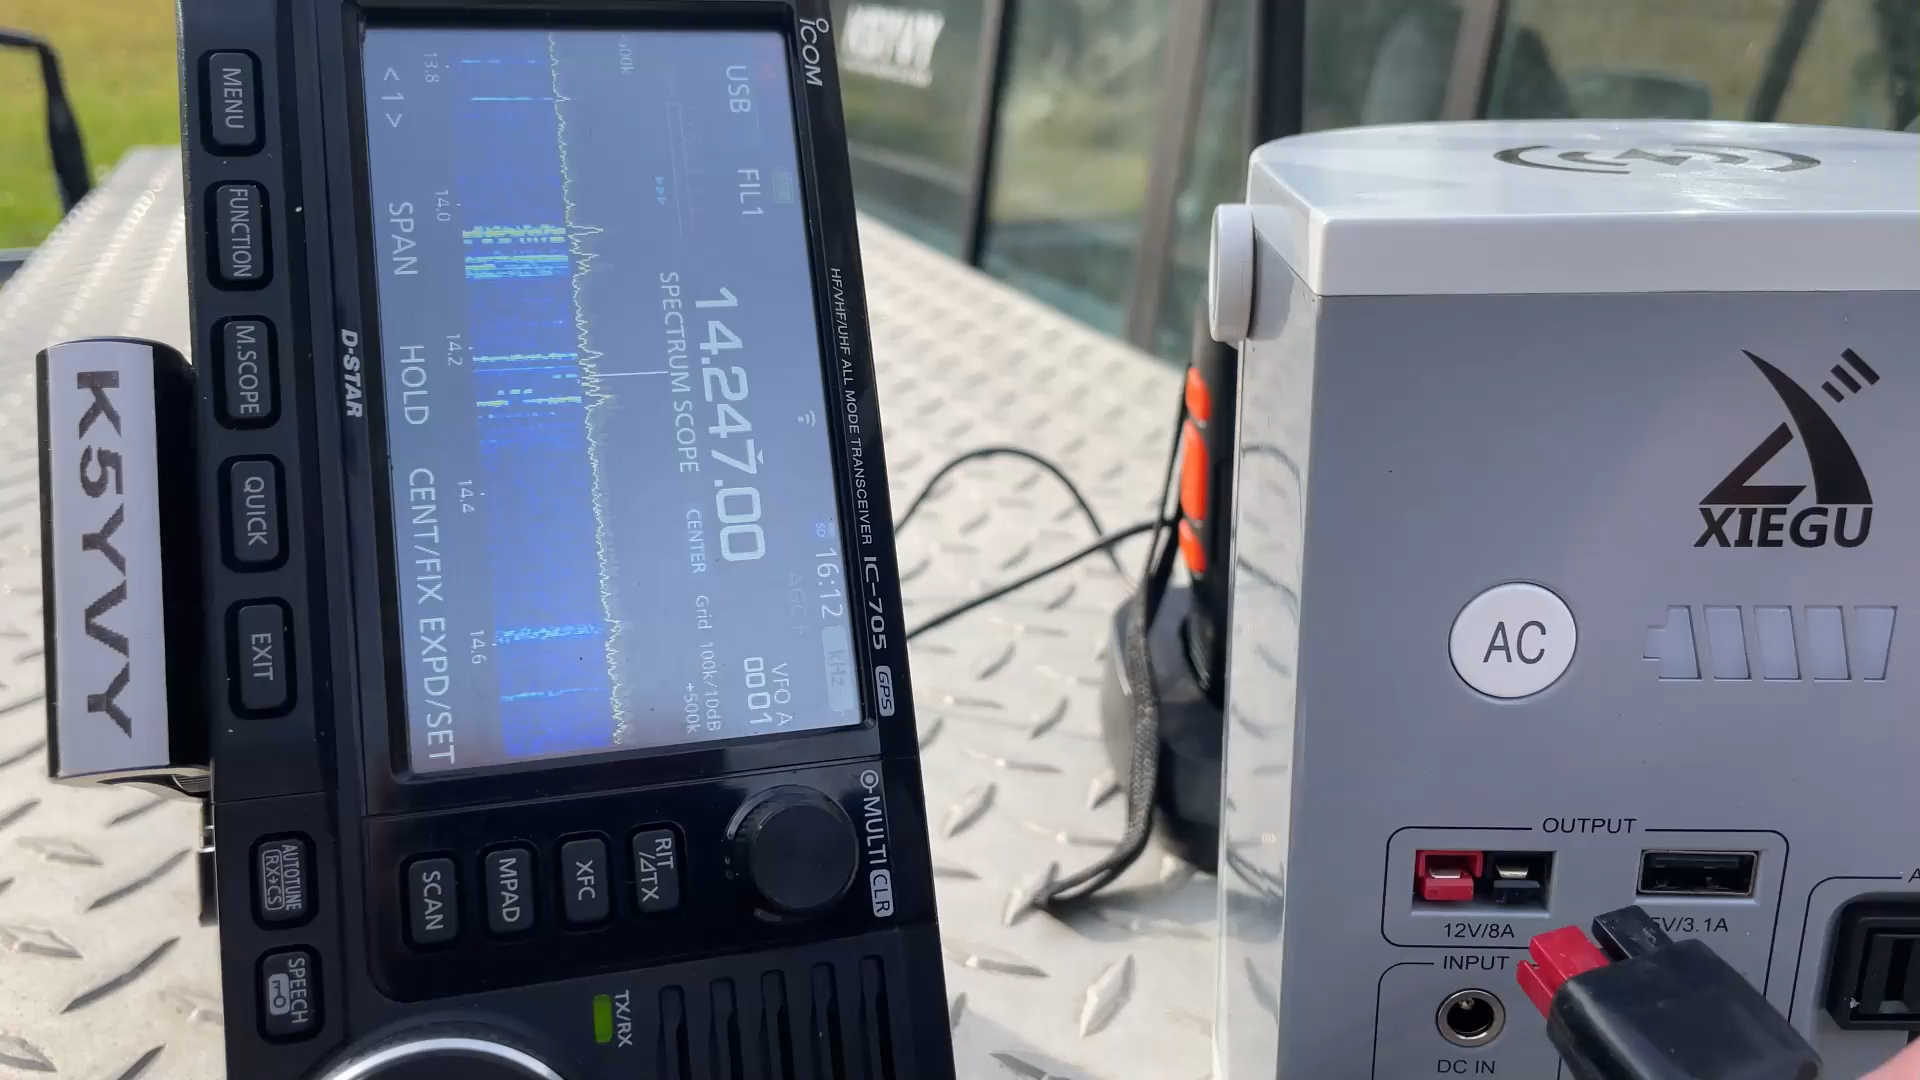 K5YVY
ICOM
HF/VHF/UHF ALL MODE TRANSCEIVER IC-705 GPS
16:12
USB
FIL1
VFO A
14.247.00
0001
kHz
AGC-F
SPECTRUM SCOPE CENTER Grid 100k/10dB
+500k
13.8
14.0
14.2
14.4
14.6
< 1 > SPAN HOLD CENT/FIX EXPD/SET
D-STAR
MENU
FUNCTION
M.SCOPE
QUICK
EXIT
MULTI CLR
RIT
/ΔTX
XFC
MPAD
SCAN
AUTOTUNE
RX→CS
SPEECH
TX/RX
XIEGU
AC
OUTPUT
12V/8A
5V/3.1A
INPUT
DC IN